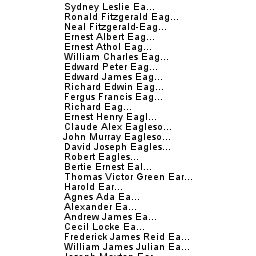 Sydney Leslie Ea...
Ronald Fitzgerald Eag...
Neal Fitzgerald-Eag...
Ernest Albert Eag...
Ernest Athol Eag...
William Charles Eag...
Edward Peter Eag...
Edward James Eag...
Richard Edwin Eag...
Fergus Francis Eag...
Richard Eag...
Ernest Henry Eagl...
Claude Alex Eagleso...
John Murray Eagleso...
David Joseph Eagles...
Robert Eagles...
Bertie Ernest Eal...
Thomas Victor Green Ear...
Harold Ear...
Agnes Ada Ea...
Alexander Ea...
Andrew James Ea...
Cecil Locke Ea...
Frederick James Reid Ea...
William James Julian Ea...